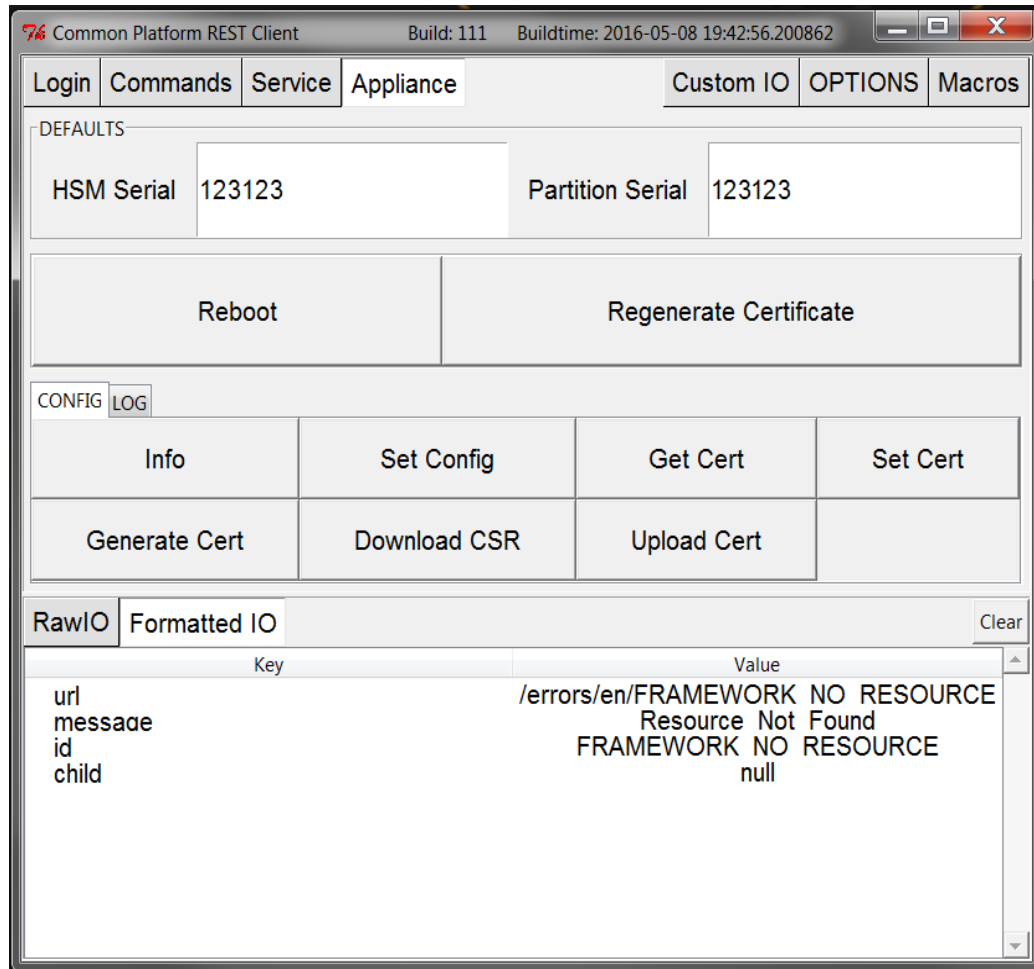 Common Platform REST Client Build: 111 Buildtime: 2016-05-08 19:42:56.200862
Login Commands Service Appliance Custom IO OPTIONS Macros
DEFAULTS
HSM Serial 123123 Partition Serial 123123
Reboot Regenerate Certificate
CONFIG LOG
Info Set Config Get Cert Set Cert
Generate Cert Download CSR Upload Cert
RawIO Formatted IO Clear
Key Value
url /errors/en/FRAMEWORK NO RESOURCE
message Resource Not Found
id FRAMEWORK NO RESOURCE
child null